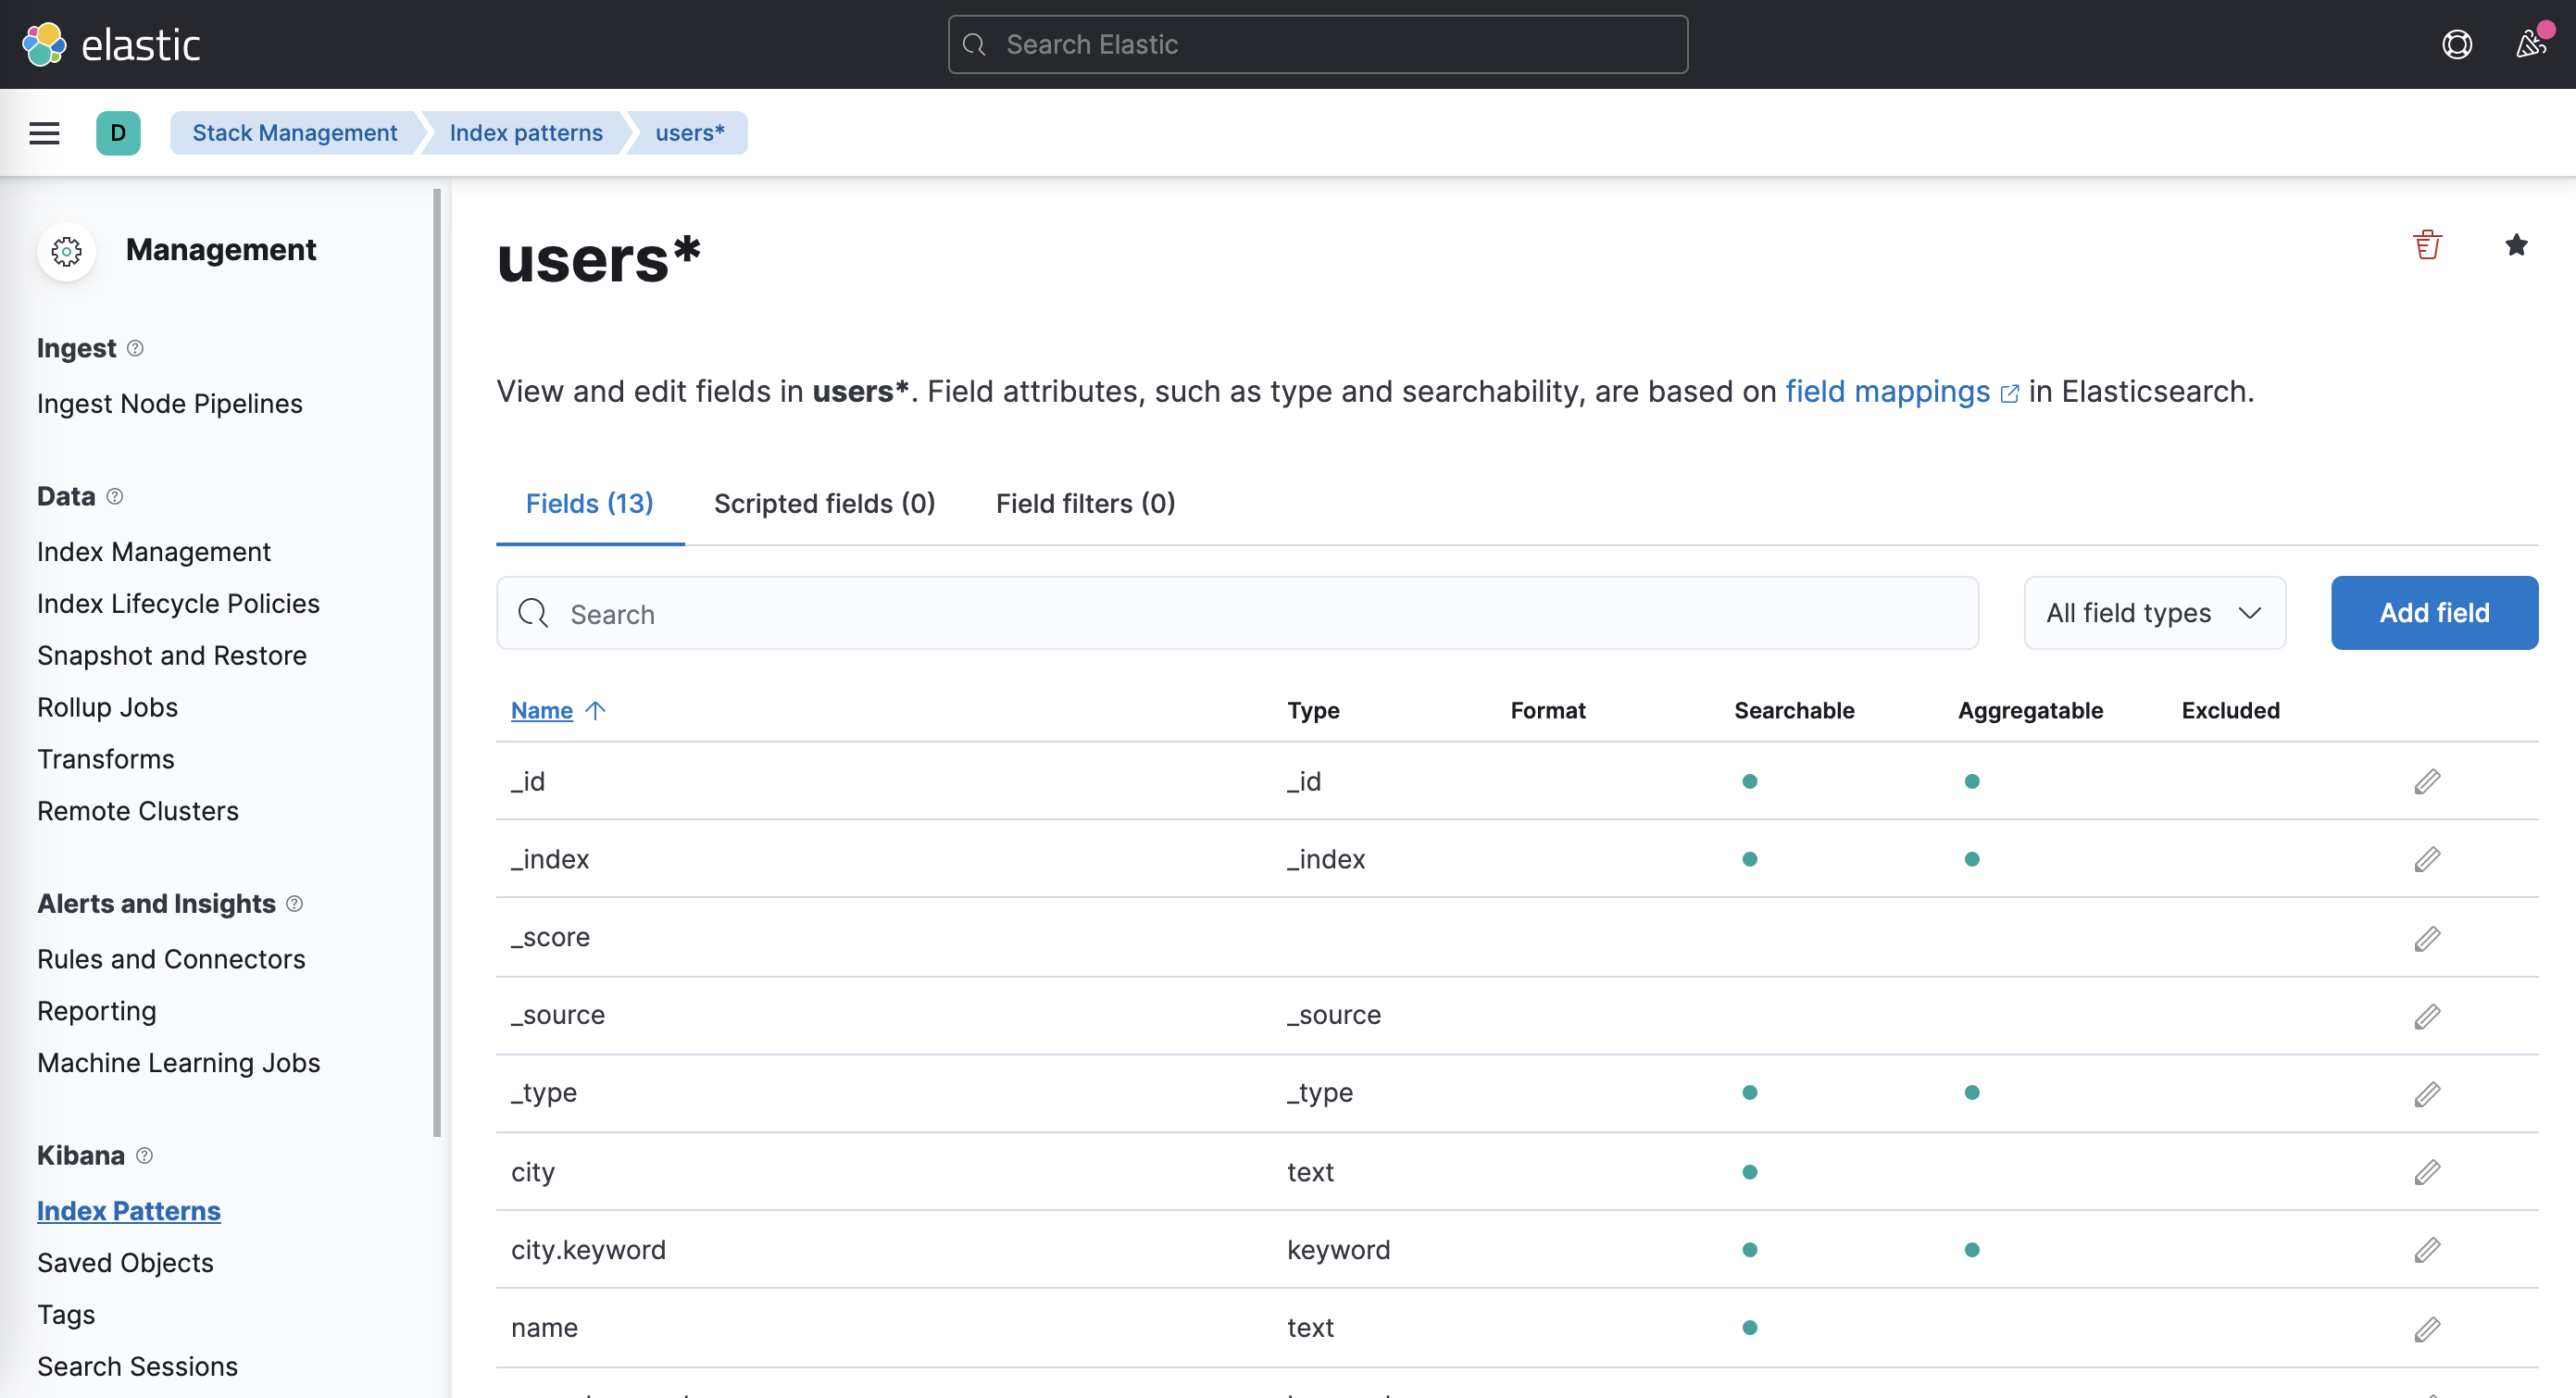 elastic
Search Elastic
D
Stack Management
Index patterns
users*
Management
Ingest
Ingest Node Pipelines
Data
Index Management
Index Lifecycle Policies
Snapshot and Restore
Rollup Jobs
Transforms
Remote Clusters
Alerts and Insights
Rules and Connectors
Reporting
Machine Learning Jobs
Kibana
Index Patterns
Saved Objects
Tags
Search Sessions
users*
View and edit fields in users*. Field attributes, such as type and searchability, are based on field mappings in Elasticsearch.
Fields (13) Scripted fields (0) Field filters (0)
Search All field types Add field
Name Type Format Searchable Aggregatable Excluded
_id _id
_index _index
_score
_source _source
_type _type
city text
city.keyword keyword
name text